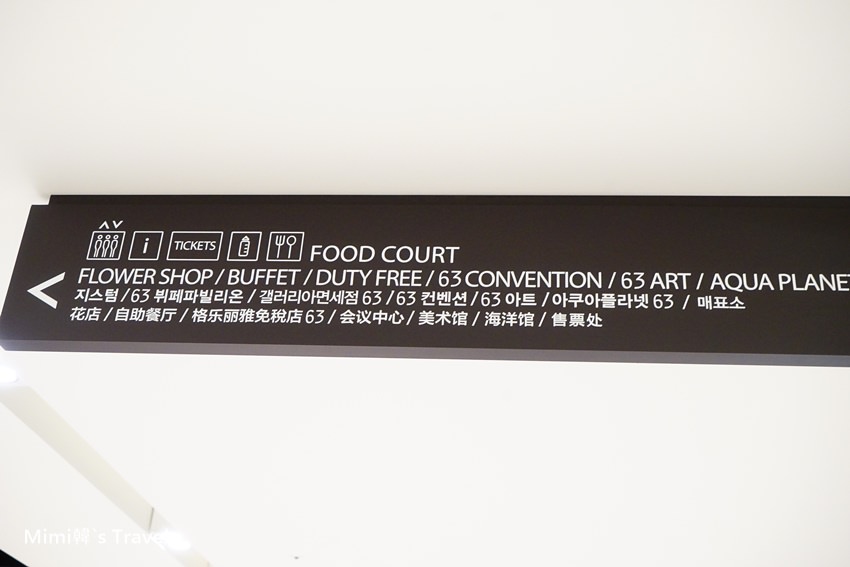 TICKETS FOOD COURT
FLOWER SHOP / BUFFET / DUTY FREE / 63 CONVENTION / 63 ART / AQUA PLANE
지스텀 / 63 뷔페파빌리온 / 갤러리아면세점 63 / 63 컨벤션 / 63 아트 / 아쿠아플라넷 63 / 매표소
花店 / 自助餐厅 / 格乐丽雅免税店 63 / 会议中心 / 美术馆 / 海洋馆 / 售票处
Mimi韓`s Travel